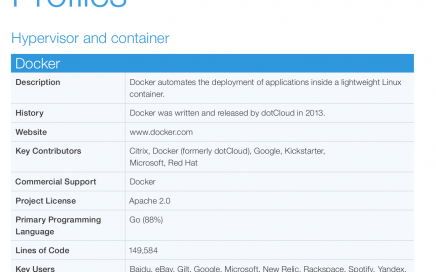 Profiles
Hypervisor and container
Docker
Description Docker automates the deployment of applications inside a lightweight Linux
container.
History Docker was written and released by dotCloud in 2013.
Website www.docker.com
Key Contributors Citrix, Docker (formerly dotCloud), Google, Kickstarter,
Microsoft, Red Hat
Commercial Support Docker
Project License Apache 2.0
Primary Programming Go (88%)
Language
Lines of Code 149,584
Key Users Baidu, eBay, Gilt, Google, Microsoft, New Relic, Rackspace, Spotify, Yandex,